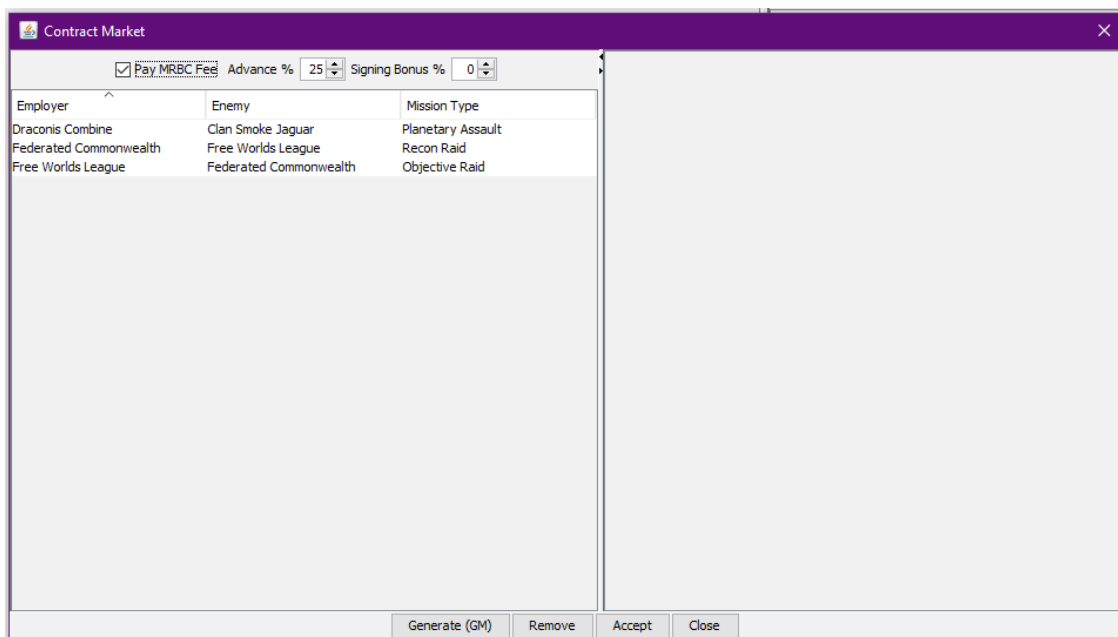 Contract Market
Pay MRBC Fee Advance % 25 Signing Bonus % 0
Employer Enemy Mission Type
Draconis Combine Clan Smoke Jaguar Planetary Assault
Federated Commonwealth Free Worlds League Recon Raid
Free Worlds League Federated Commonwealth Objective Raid
Generate (GM) Remove Accept Close